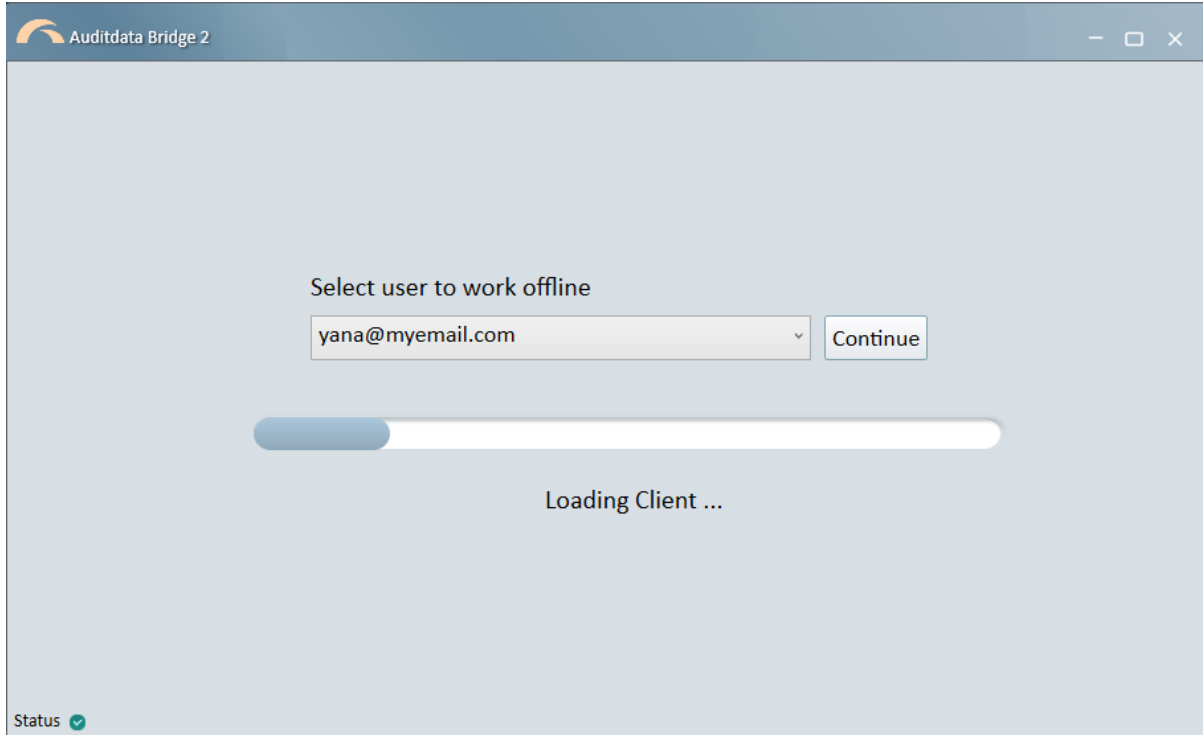 Auditdata Bridge 2
Select user to work offline
yana@myemail.com
Continue
Loading Client ...
Status